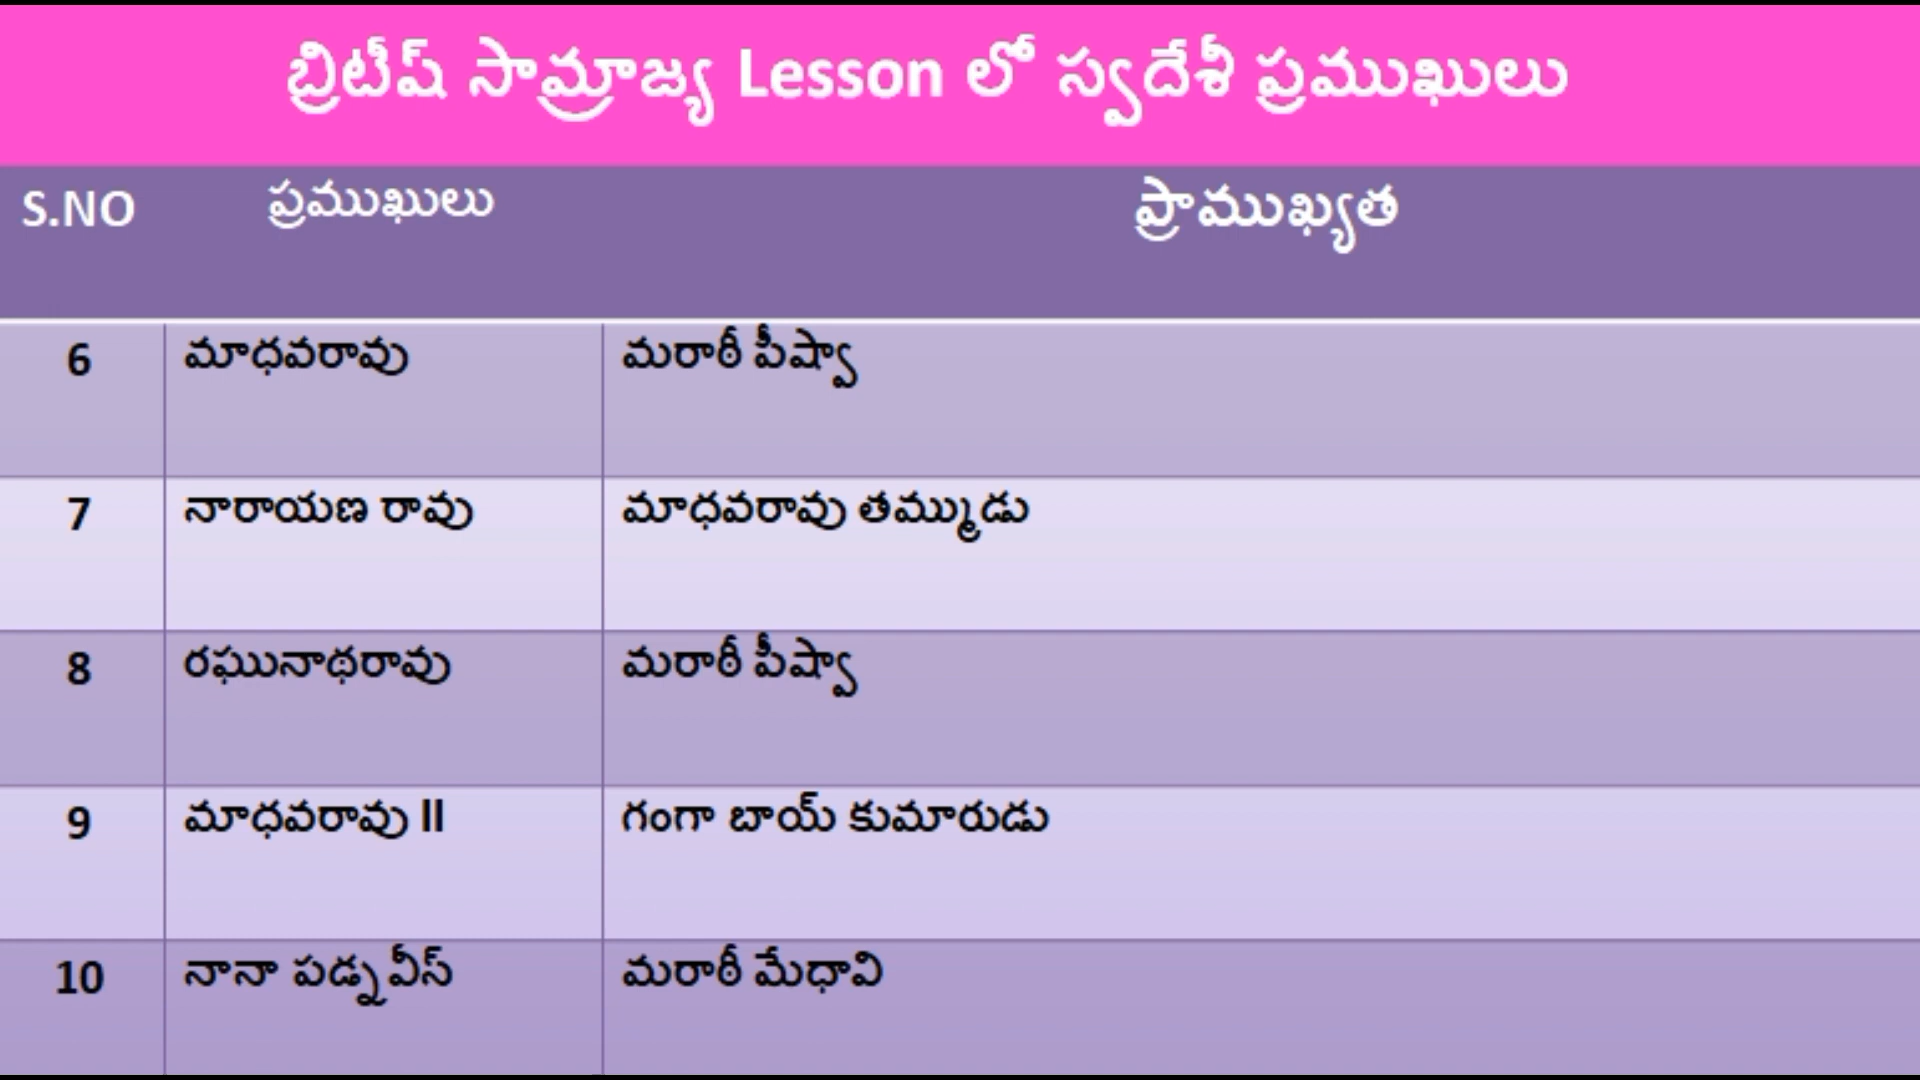 బ్రిటీష్ సామ్రాజ్య Lesson లో స్వదేశీ ప్రముఖులు
S.NO ప్రముఖులు ప్రాముఖ్యత
6 మాధవరావు మరాఠీ పీష్వా
7 నారాయణ రావు మాధవరావు తమ్ముడు
8 రఘునాథరావు మరాఠీ పీష్వా
9 మాధవరావు II గంగా బాయ్ కుమారుడు
10 నానా పడ్నవీస్ మరాఠీ మేధావి